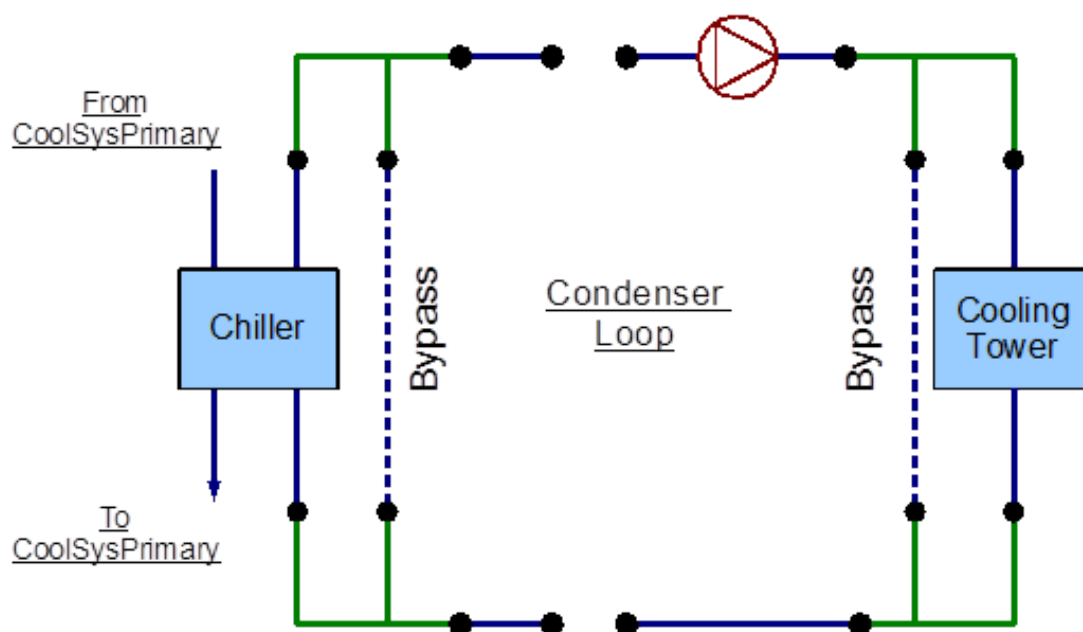 From
CoolSysPrimary
Chiller
Bypass
Condenser
Loop
Bypass
Cooling
Tower
To
CoolSysPrimary